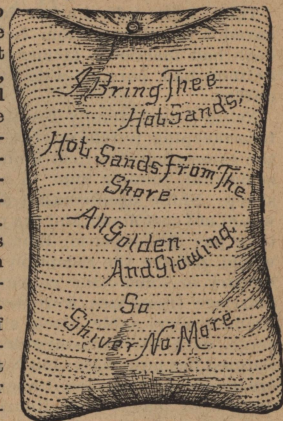 I Bring Thee
Hot Sands,
Hot Sands From The
Shore
All Golden
And Glowing
So
Shiver No More